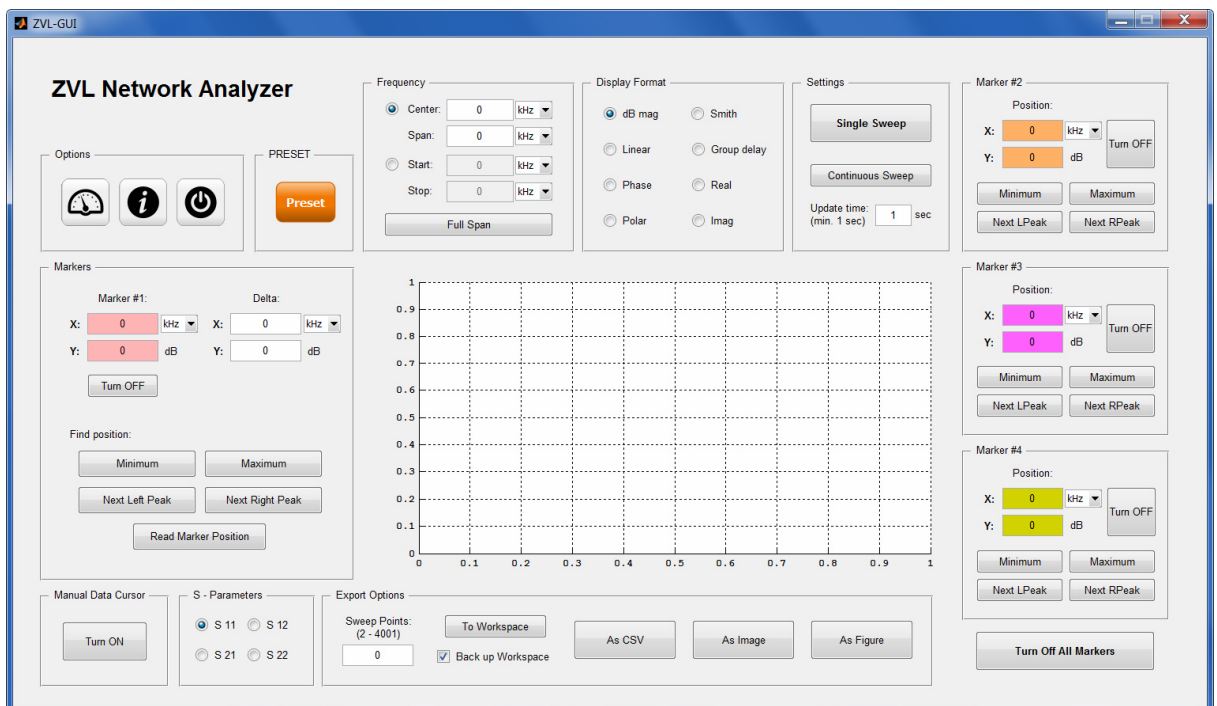 ZVL-GUI
ZVL Network Analyzer
Options
PRESET
Preset
Frequency
Center: 0 kHz
Span: 0 kHz
Start: 0 kHz
Stop: 0 kHz
Full Span
Display Format
dB mag Smith
Linear Group delay
Phase Real
Polar Imag
Settings
Single Sweep
Continuous Sweep
Update time:
(min. 1 sec) 1 sec
Marker #2
Position:
X: 0 kHz
Turn OFF
Y: 0 dB
Minimum Maximum
Next LPeak Next RPeak
Markers
Marker #1: Delta:
X: 0 kHz X: 0 kHz
Y: 0 dB Y: 0 dB
Turn OFF
Find position:
Minimum Maximum
Next Left Peak Next Right Peak
Read Marker Position
1
0.9
0.8
0.7
0.6
0.5
0.4
0.3
0.2
0.1
0
0 0.1 0.2 0.3 0.4 0.5 0.6 0.7 0.8 0.9 1
Marker #3
Position:
X: 0 kHz
Turn OFF
Y: 0 dB
Minimum Maximum
Next LPeak Next RPeak
Marker #4
Position:
X: 0 kHz
Turn OFF
Y: 0 dB
Minimum Maximum
Next LPeak Next RPeak
Manual Data Cursor
Turn ON
S - Parameters
S 11 S 12
S 21 S 22
Export Options
Sweep Points:
(2 - 4001)
0
To Workspace
Back up Workspace
As CSV
As Image
As Figure
Turn Off All Markers